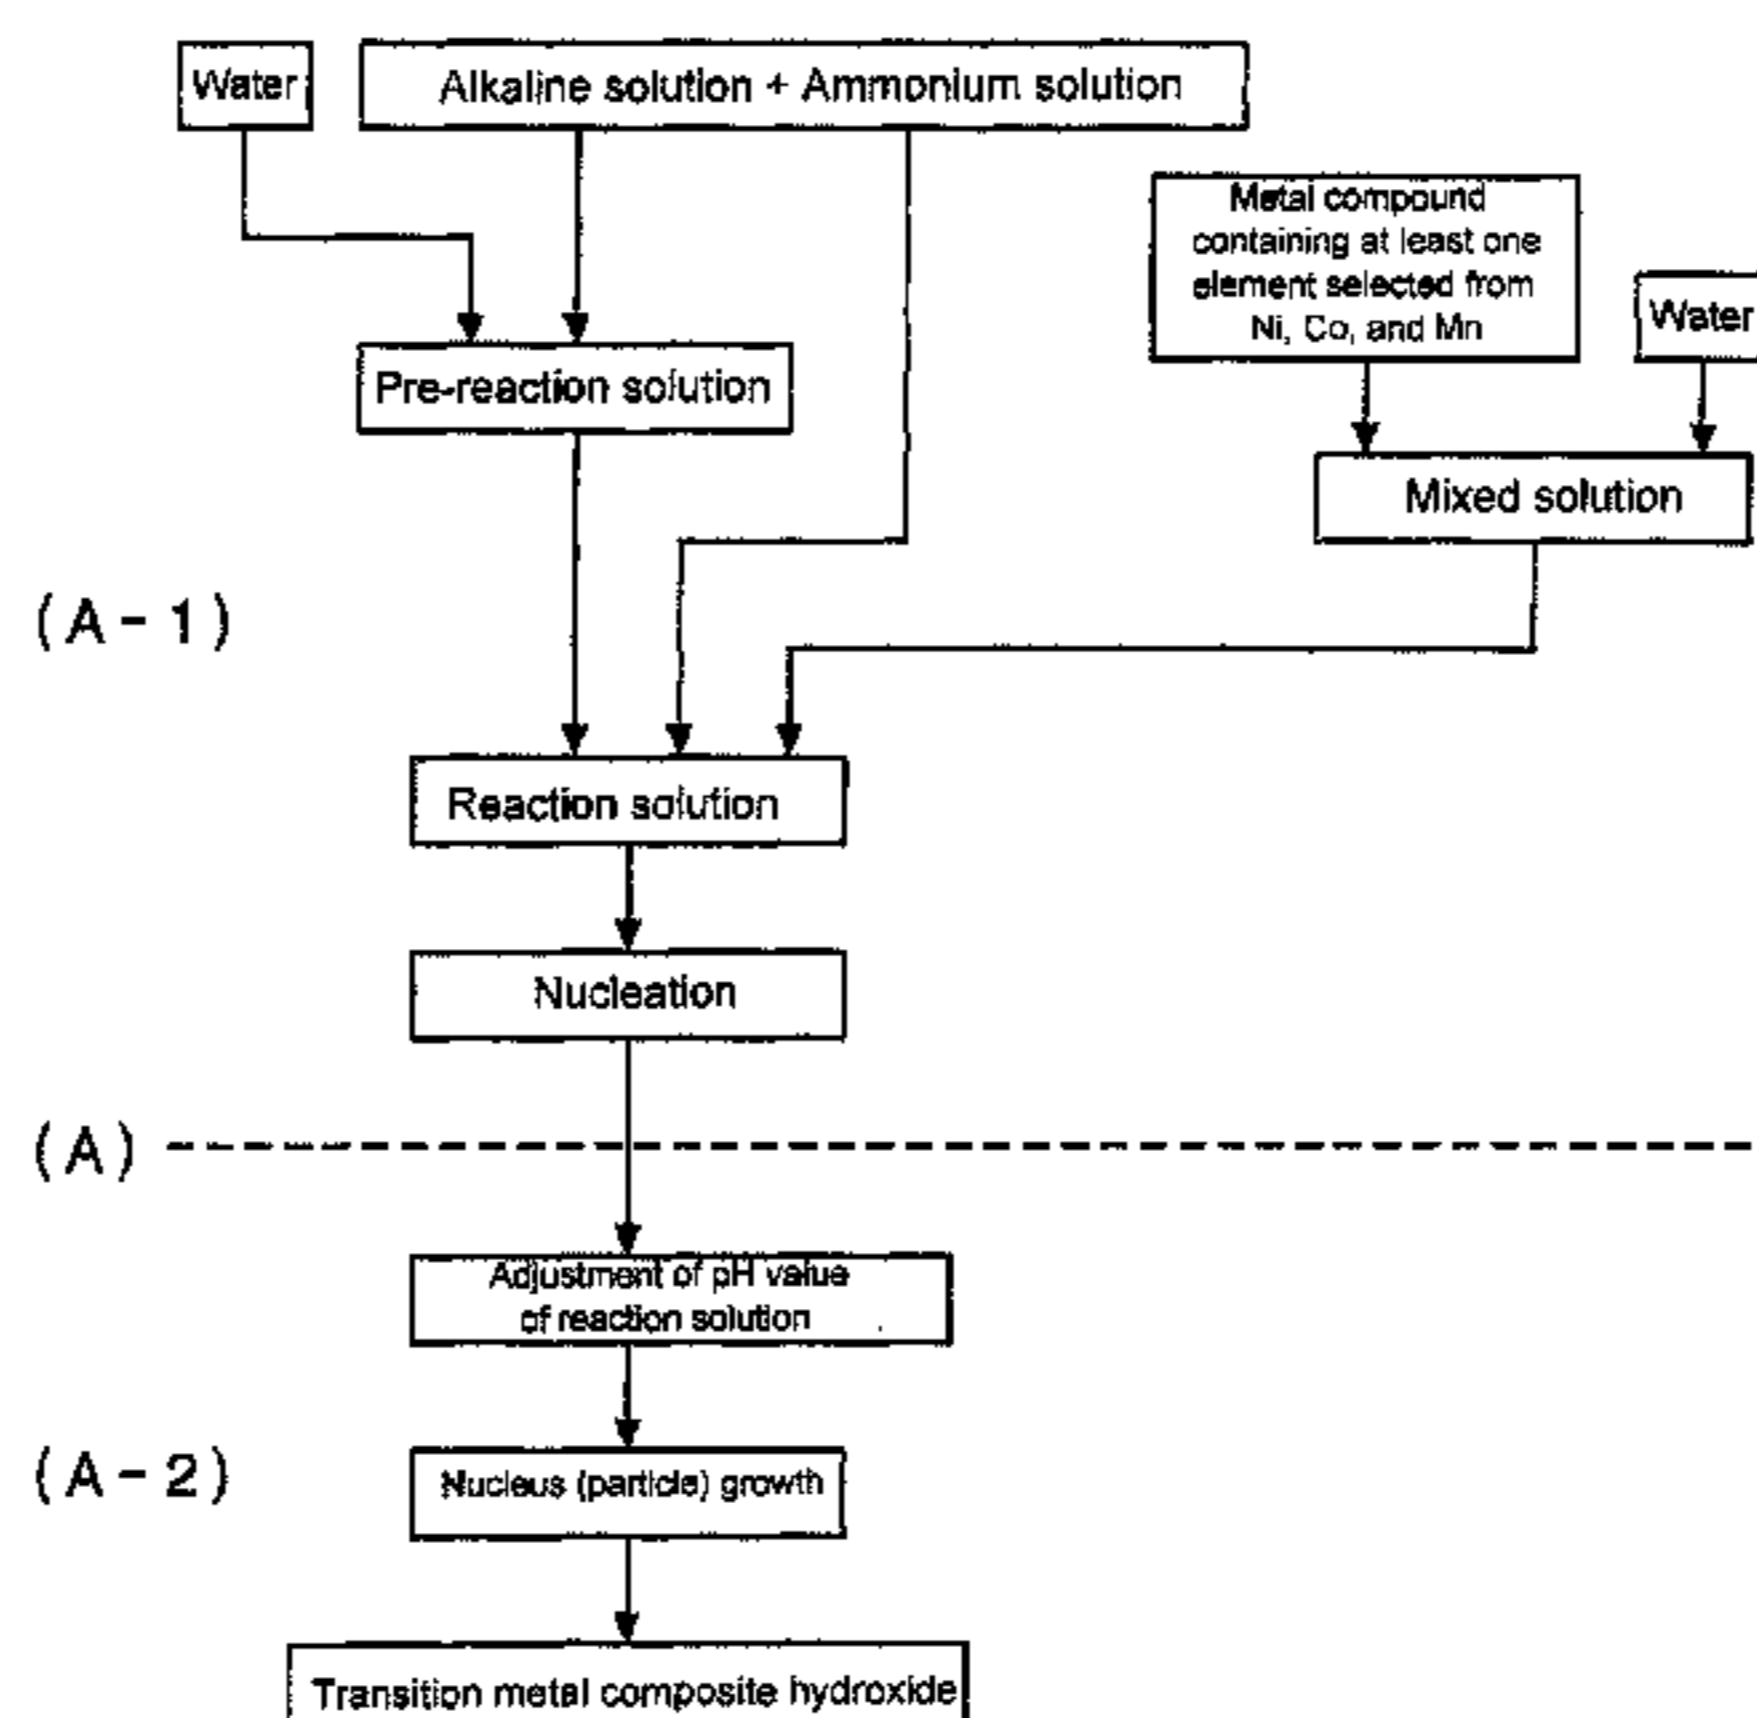 Water
Alkaline solution + Ammonium solution
Metal compound
containing at least one
element selected from
Ni, Co, and Mn
Water
Pre-reaction solution
Mixed solution
(A-1)
Reaction solution
Nucleation
(A)
Adjustment of pH value
of reaction solution
(A-2)
Nucleus (particle) growth
Transition metal composite hydroxide